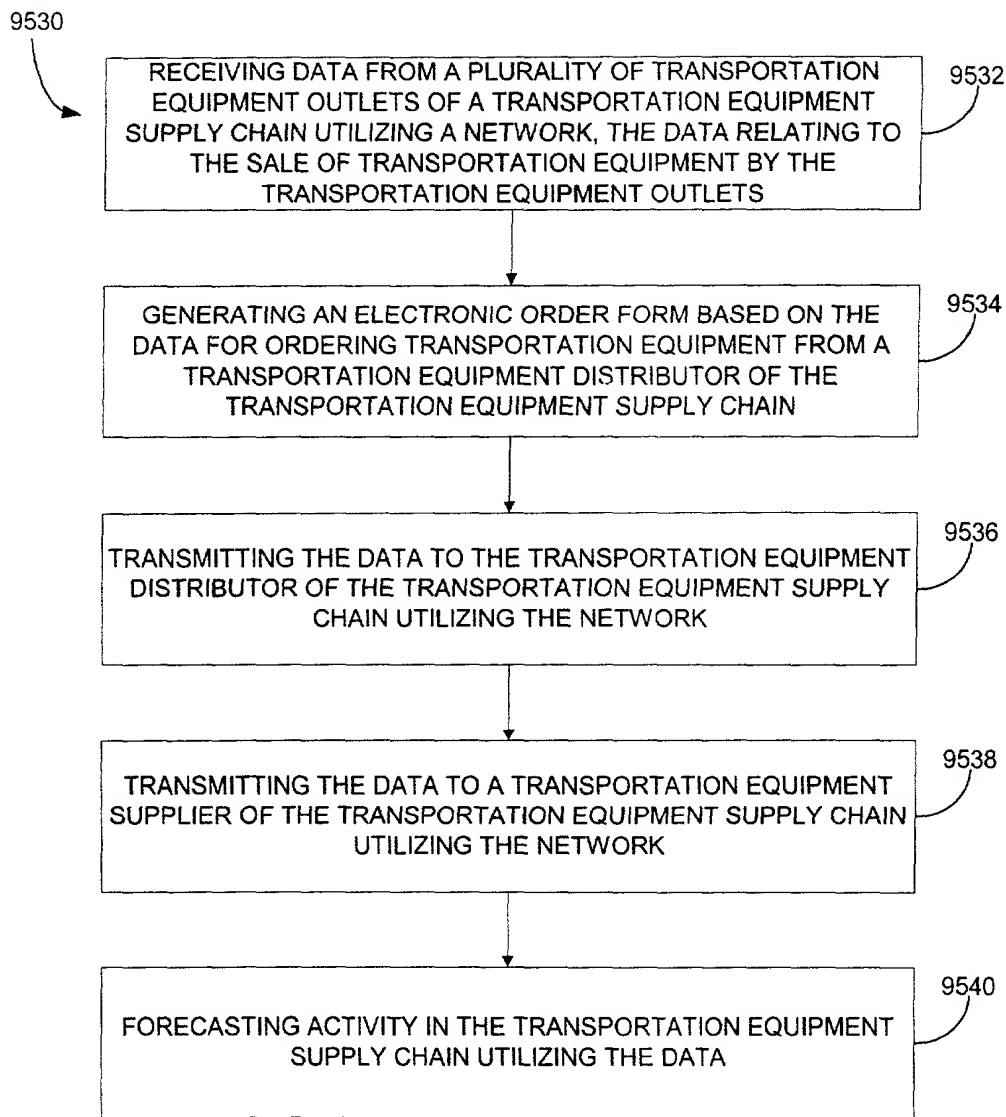 9530
RECEIVING DATA FROM A PLURALITY OF TRANSPORTATION
EQUIPMENT OUTLETS OF A TRANSPORTATION EQUIPMENT
SUPPLY CHAIN UTILIZING A NETWORK, THE DATA RELATING TO
THE SALE OF TRANSPORTATION EQUIPMENT BY THE
TRANSPORTATION EQUIPMENT OUTLETS
9532
GENERATING AN ELECTRONIC ORDER FORM BASED ON THE
DATA FOR ORDERING TRANSPORTATION EQUIPMENT FROM A
TRANSPORTATION EQUIPMENT DISTRIBUTOR OF THE
TRANSPORTATION EQUIPMENT SUPPLY CHAIN
9534
TRANSMITTING THE DATA TO THE TRANSPORTATION EQUIPMENT
DISTRIBUTOR OF THE TRANSPORTATION EQUIPMENT SUPPLY
CHAIN UTILIZING THE NETWORK
9536
TRANSMITTING THE DATA TO A TRANSPORTATION EQUIPMENT
SUPPLIER OF THE TRANSPORTATION EQUIPMENT SUPPLY CHAIN
UTILIZING THE NETWORK
9538
FORECASTING ACTIVITY IN THE TRANSPORTATION EQUIPMENT
SUPPLY CHAIN UTILIZING THE DATA
9540